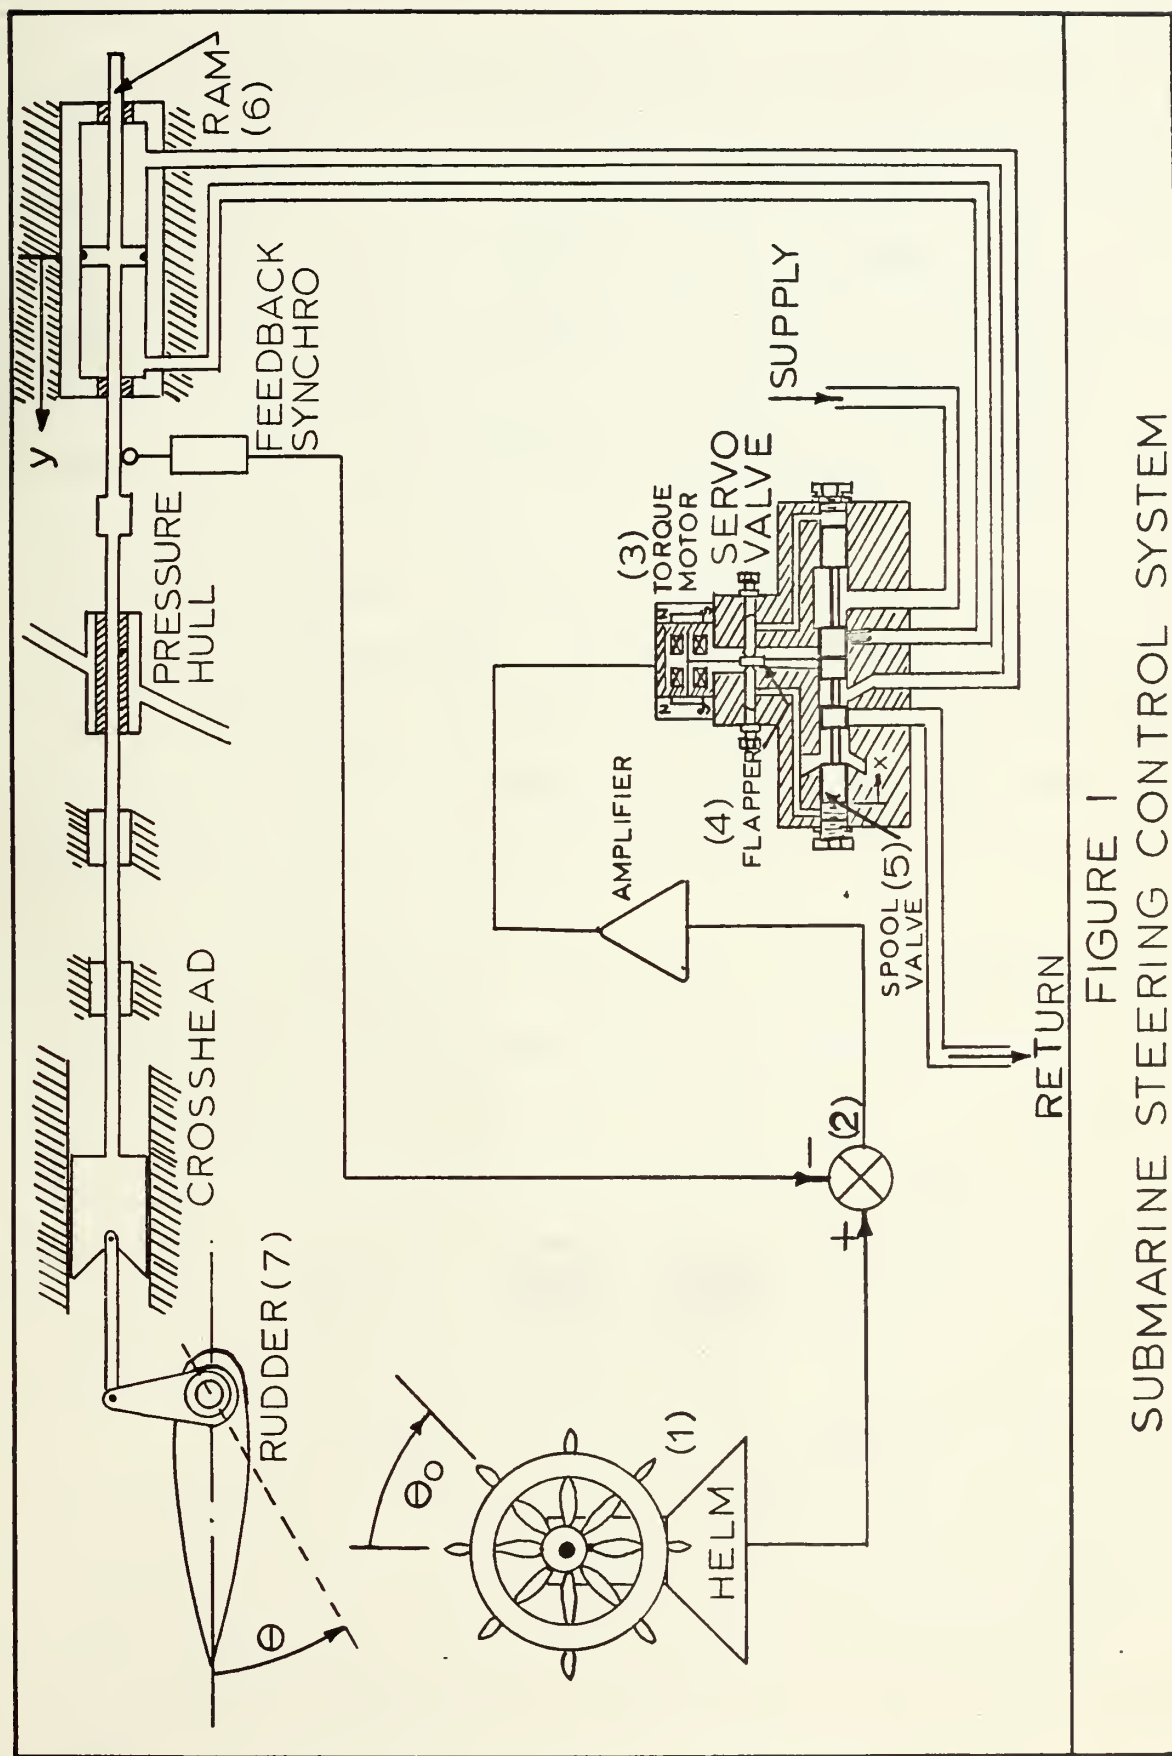 y
RAM
(6)
PRESSURE
HULL
FEEDBACK
SYNCHRO
CROSSHEAD
RUDDER(7)
θ
θo
(1)
HELM
+
−
(2)
AMPLIFIER
(3)
TORQUE
MOTOR
N
S
N
S
SERVO
VALVE
(4)
FLAPPER
SPOOL(5)
VALVE
x
SUPPLY
RETURN
FIGURE 1
SUBMARINE STEERING CONTROL SYSTEM